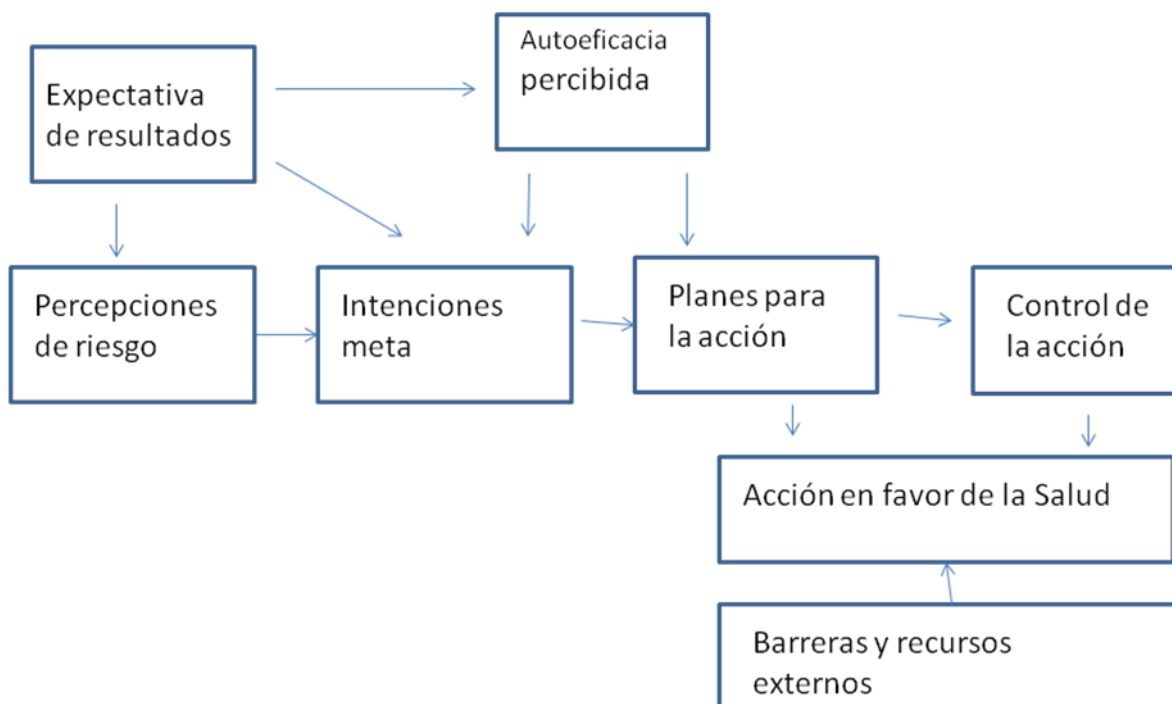 Expectativa
de resultados
Autoeficacia
percibida
Percepciones
de riesgo
Intenciones
meta
Planes para
la acción
Control de
la acción
Acción en favor de la Salud
Barreras y recursos
externos